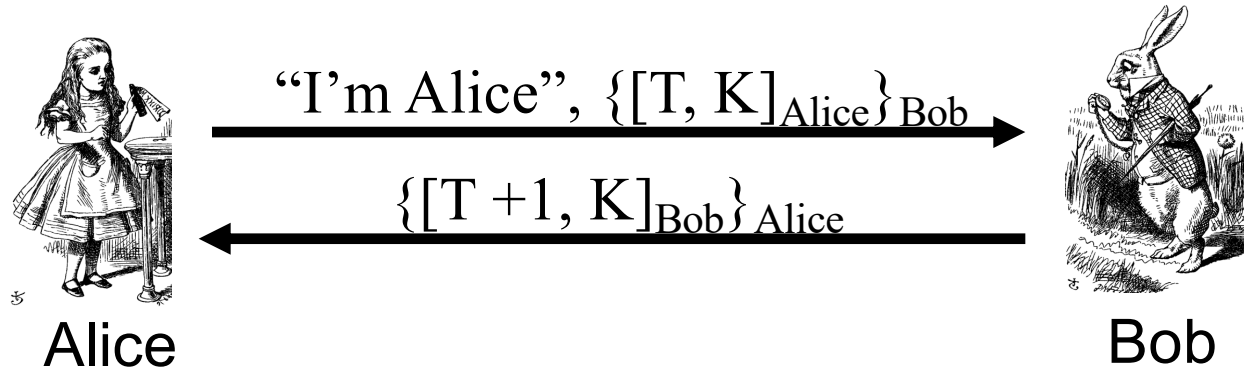 “I’m Alice”, {[T, K]Alice}Bob
{[T +1, K]Bob}Alice
Alice
Bob